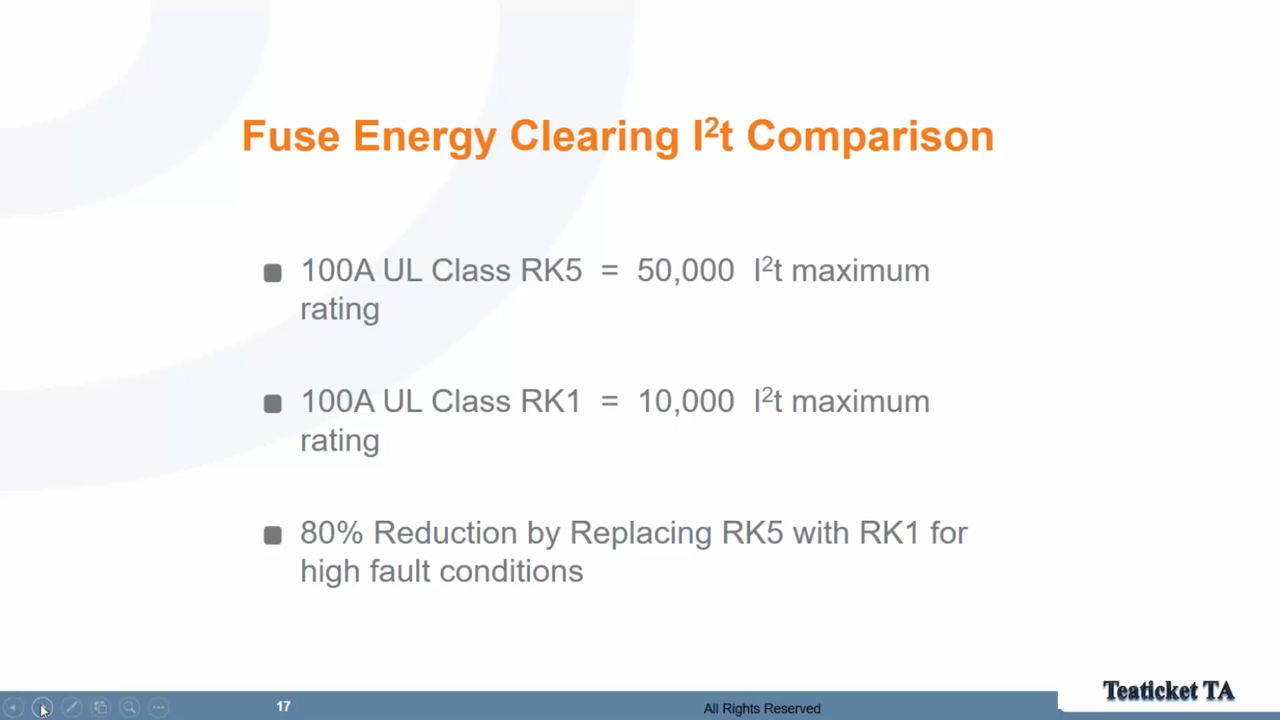 Fuse Energy Clearing I²t Comparison
100A UL Class RK5 = 50,000 I²t maximum
rating
100A UL Class RK1 = 10,000 I²t maximum
rating
80% Reduction by Replacing RK5 with RK1 for
high fault conditions
17
All Rights Reserved
Teaticket TA